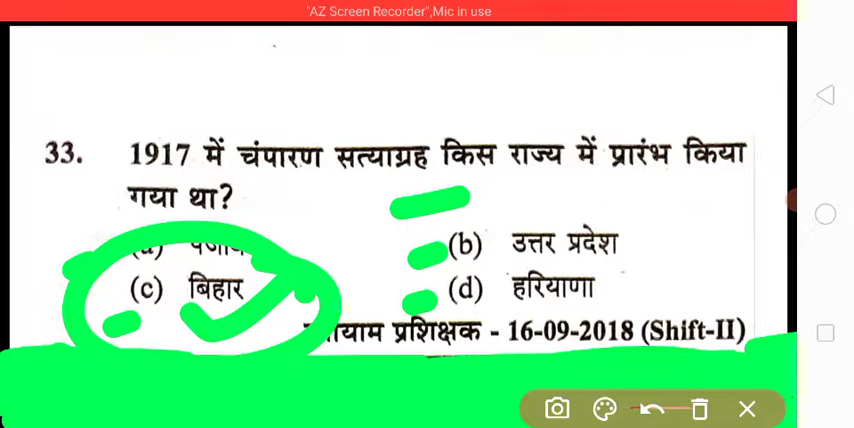 "AZ Screen Recorder",Mic in use
33. 1917 में चंपारण सत्याग्रह किस राज्य में प्रारंभ किया
गया था?
(b) उत्तर प्रदेश
(c) बिहार (d) हरियाणा
प्रशिक्षक - 16-09-2018 (Shift-II)